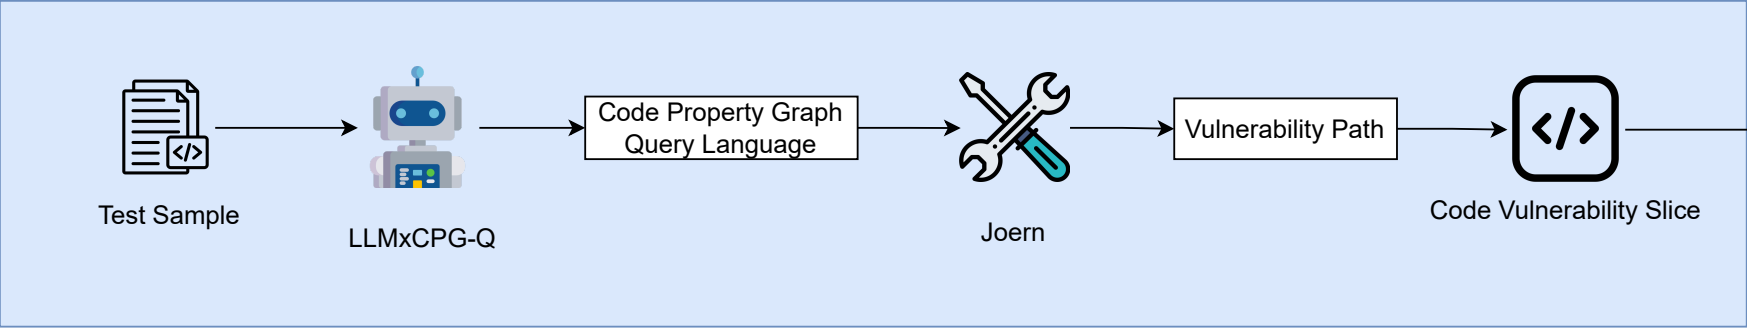 Test Sample
</>
LLMxCPG-Q
Code Property Graph
Query Language
Joern
Vulnerability Path
</>
Code Vulnerability Slice